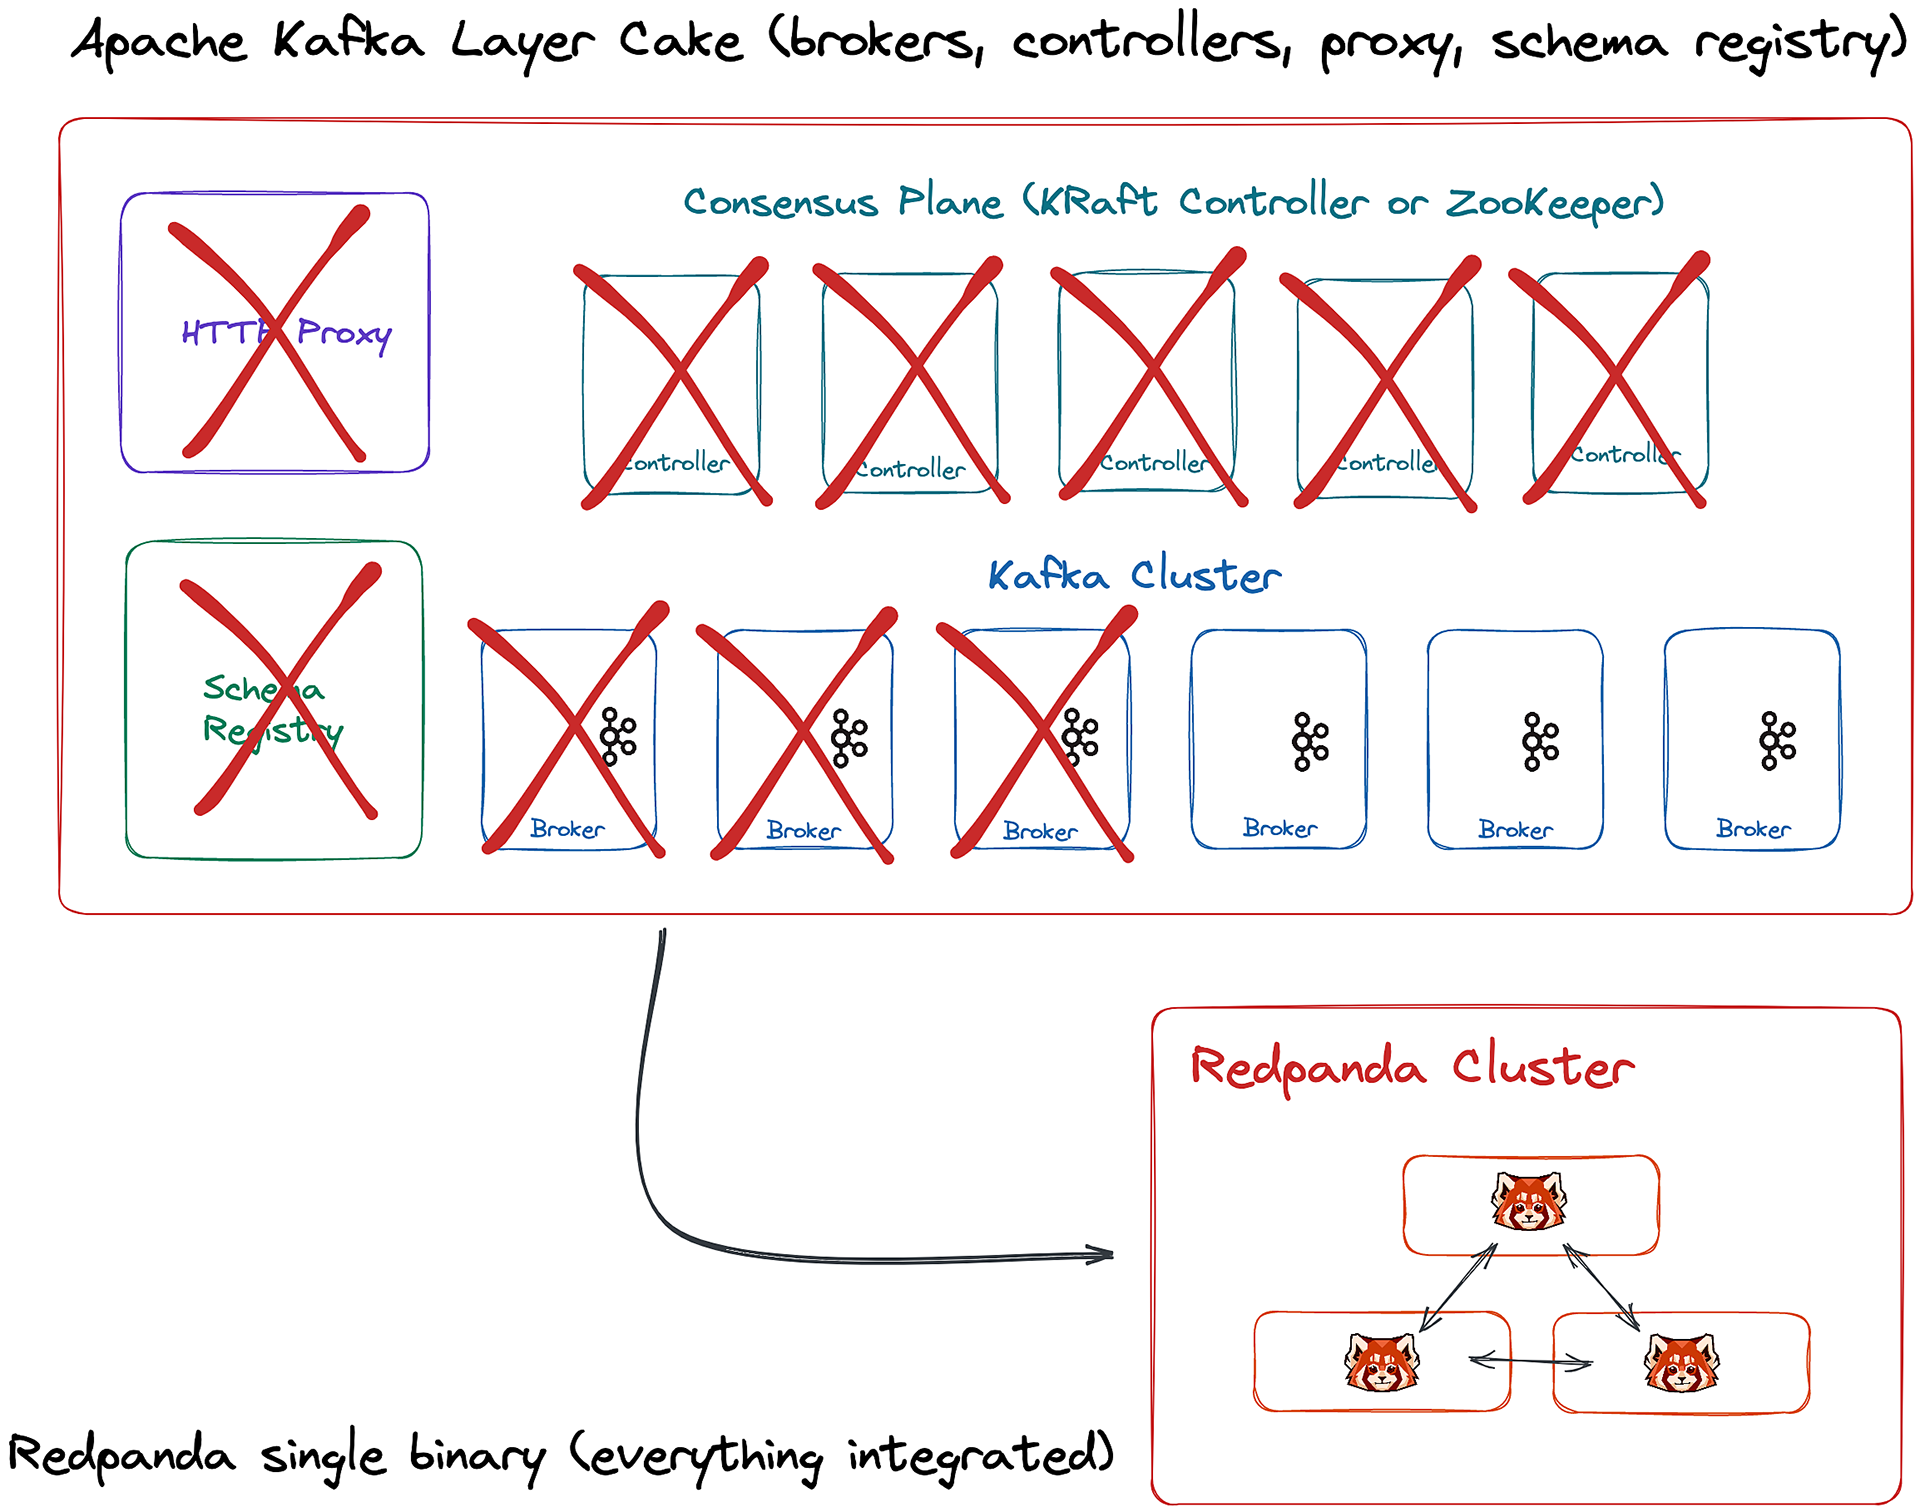 Apache Kafka Layer Cake (brokers, controllers, proxy, schema registry)
Consensus Plane (KRaft Controller or ZooKeeper)
HTTP Proxy
Controller
Controller
Controller
Controller
Controller
Kafka Cluster
Schema
Registry
Broker
Broker
Broker
Broker
Broker
Broker
Redpanda Cluster
Redpanda single binary (everything integrated)